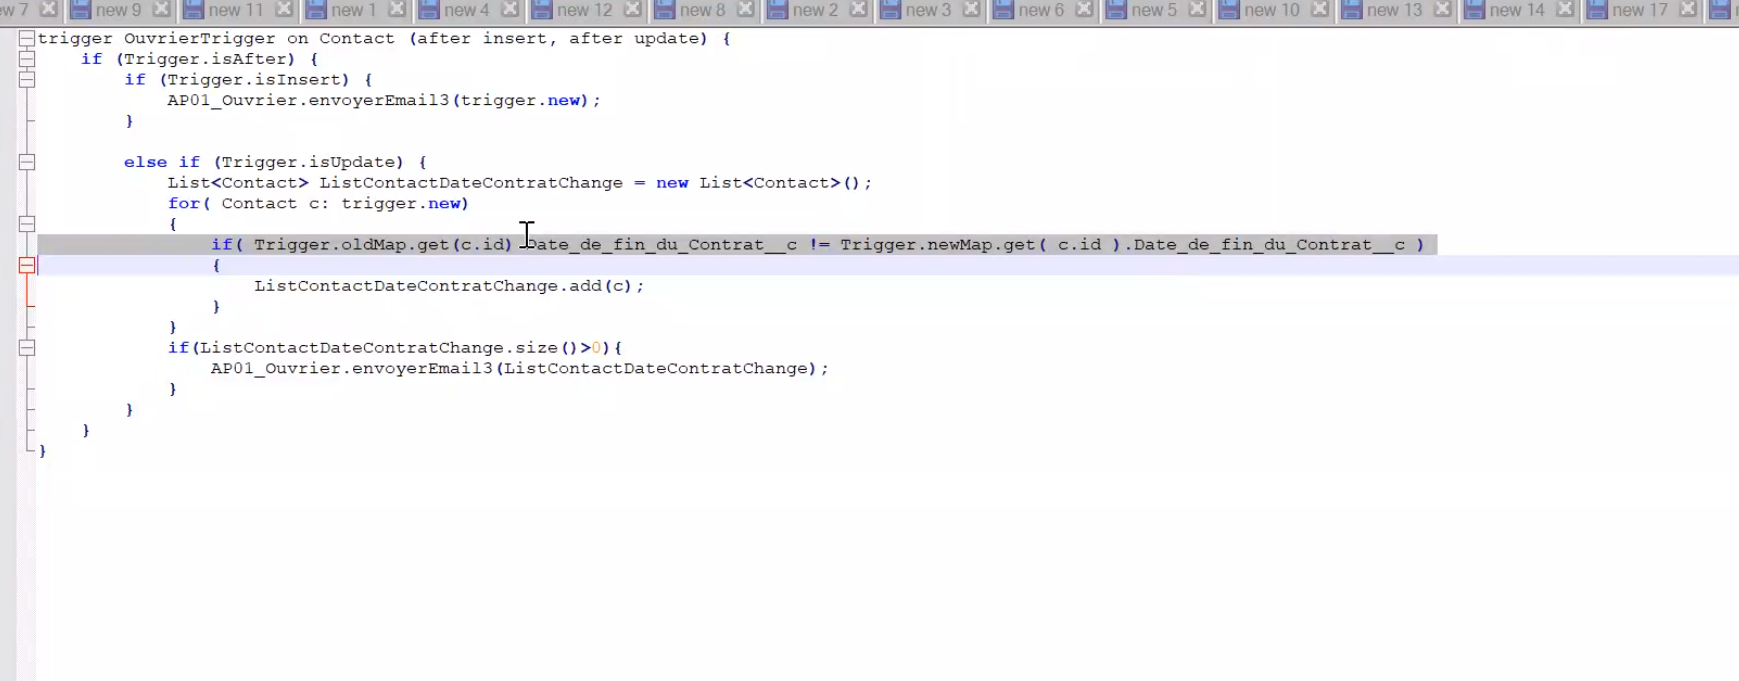 w 7 new 9 new 11 new 1 new 4 new 12 new 8 new 2 new 3 new 6 new 5 new 10 new 13 new 14 new 17
trigger OuvrierTrigger on Contact (after insert, after update) {
if (Trigger.isAfter) {
if (Trigger.isInsert) {
AP01_Ouvrier.envoyerEmail3(trigger.new);
}
else if (Trigger.isUpdate) {
List<Contact> ListContactDateContratChange = new List<Contact>();
for( Contact c: trigger.new)
{
if( Trigger.oldMap.get(c.id).Date_de_fin_du_Contrat__c != Trigger.newMap.get( c.id ).Date_de_fin_du_Contrat__c )
{
ListContactDateContratChange.add(c);
}
}
if(ListContactDateContratChange.size()>0){
AP01_Ouvrier.envoyerEmail3(ListContactDateContratChange);
}
}
}
}